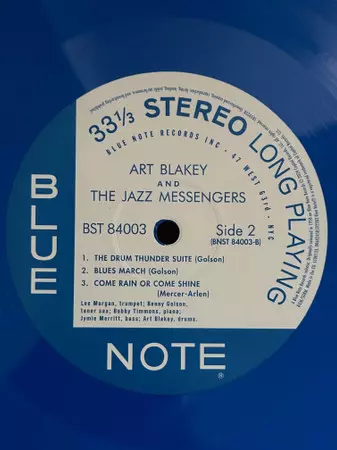 33⅓ STEREO LONG PLAYING
BLUE NOTE RECORDS INC · 47 WEST 63rd · NYC
ART BLAKEY
AND
THE JAZZ MESSENGERS
BST 84003
Side 2
(BNST 84003-B)
1. THE DRUM THUNDER SUITE (Golson)
2. BLUES MARCH (Golson)
3. COME RAIN OR COME SHINE
(Mercer-Arlen)
Lee Morgan, trumpet; Benny Golson,
tenor sax; Bobby Timmons, piano;
Jymie Merritt, bass; Art Blakey, drums.
BLUE
NOTE
®